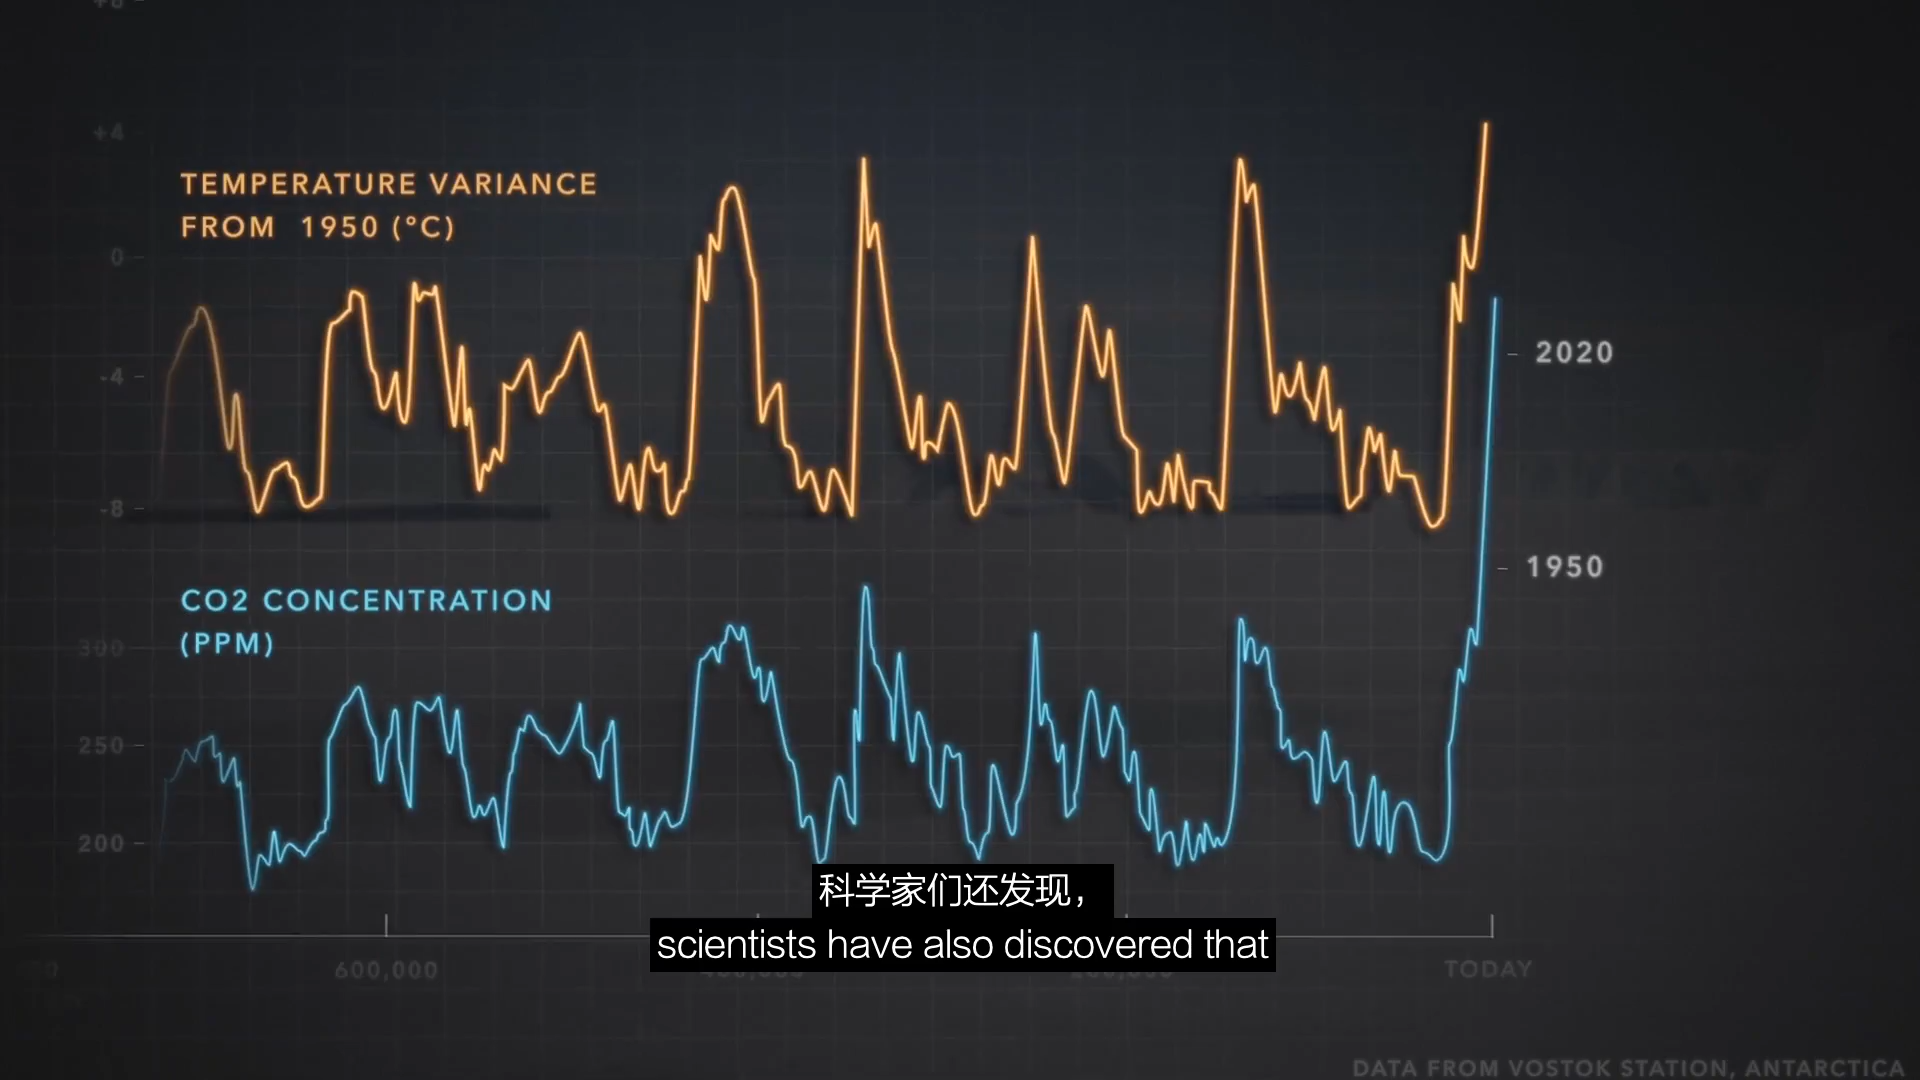 +8
+4
TEMPERATURE VARIANCE
FROM 1950 (°C)
0
-4
2020
-8
1950
CO2 CONCENTRATION
(PPM)
300
250
200
科学家们还发现，
scientists have also discovered that
600,000
TODAY
DATA FROM VOSTOK STATION, ANTARCTICA